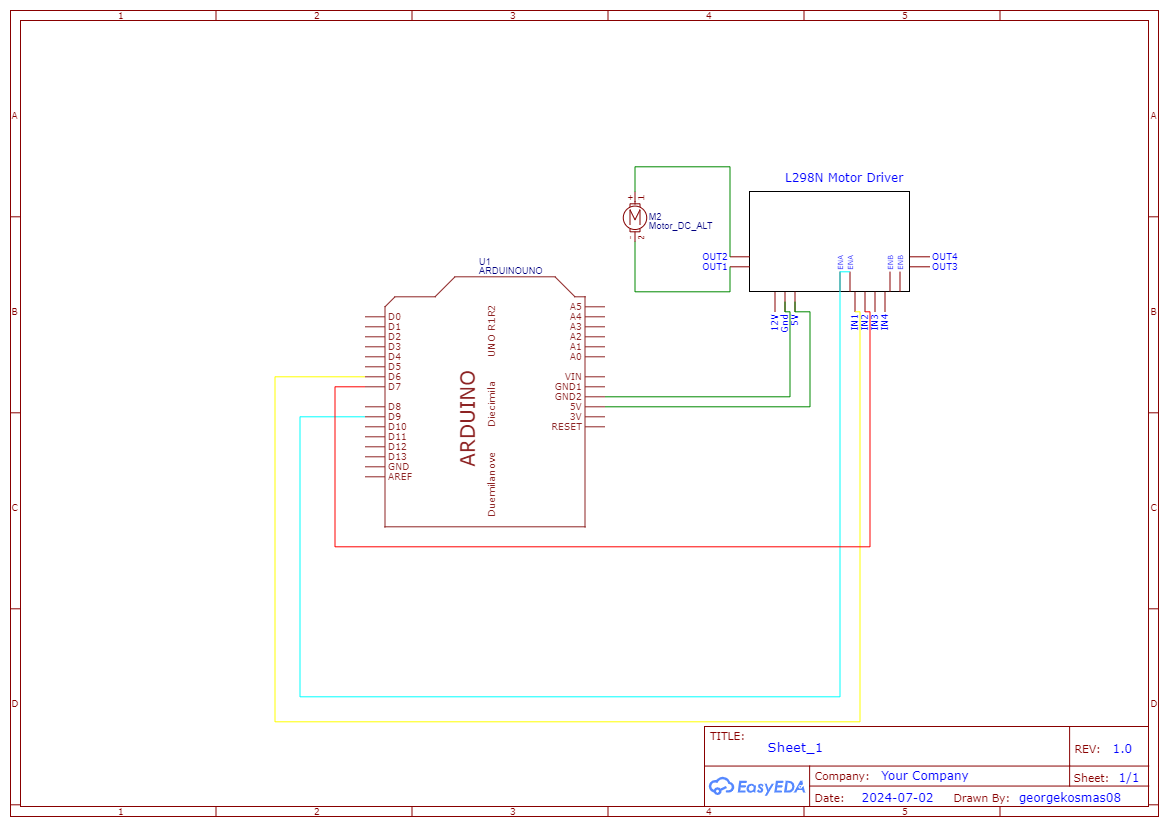 1 2 3 4 5
A A
B B
C C
D D
L298N Motor Driver
+ 1
M2
Motor_DC_ALT
- 2
OUT2
OUT1
OUT4
OUT3
ENA
ENA
ENB
ENB
12V
Gnd
5V
IN1
IN2
IN3
IN4
U1
ARDUINOUNO
D0
D1
D2
D3
D4
D5
D6
D7
D8
D9
D10
D11
D12
D13
GND
AREF
ARDUINO
UNO R1R2
Diecimila
Duemilanove
A5
A4
A3
A2
A1
A0
VIN
GND1
GND2
5V
3V
RESET
TITLE:
Sheet_1
REV: 1.0
EasyEDA
Company: Your Company
Sheet: 1/1
Date: 2024-07-02 Drawn By: georgekosmas08
1 2 3 4 5